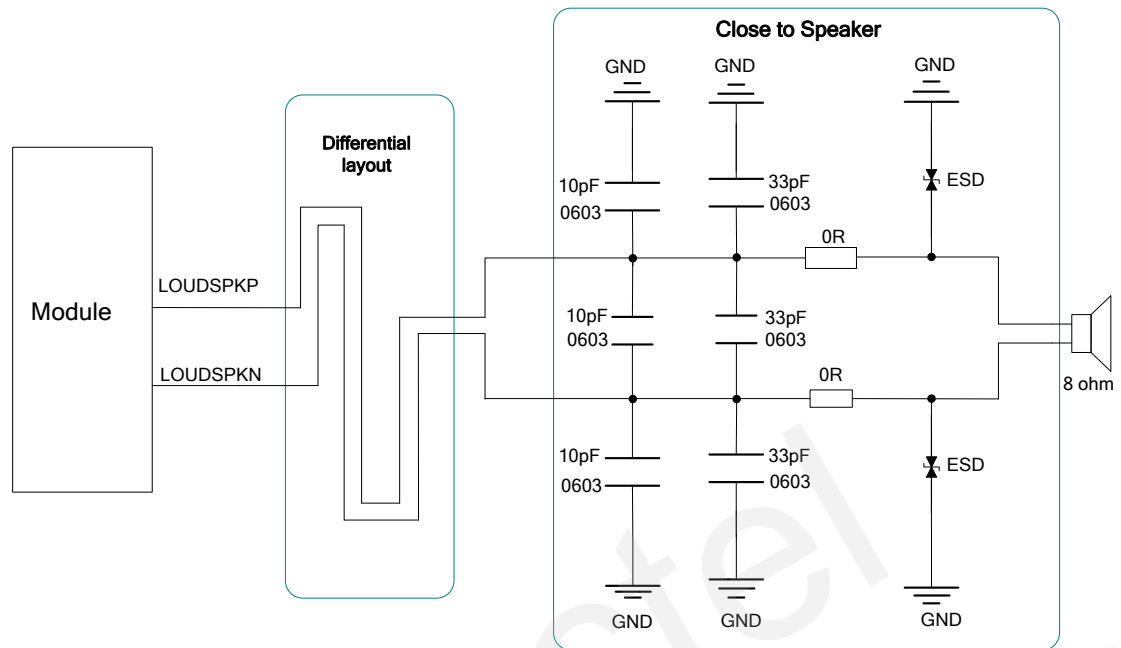 Close to Speaker
GND
GND
GND
Differential
layout
10pF
0603
33pF
0603
ESD
0R
LOUDSPKP
Module
10pF
0603
33pF
0603
LOUDSPKN
0R
8 ohm
10pF
0603
33pF
0603
ESD
GND
GND
GND